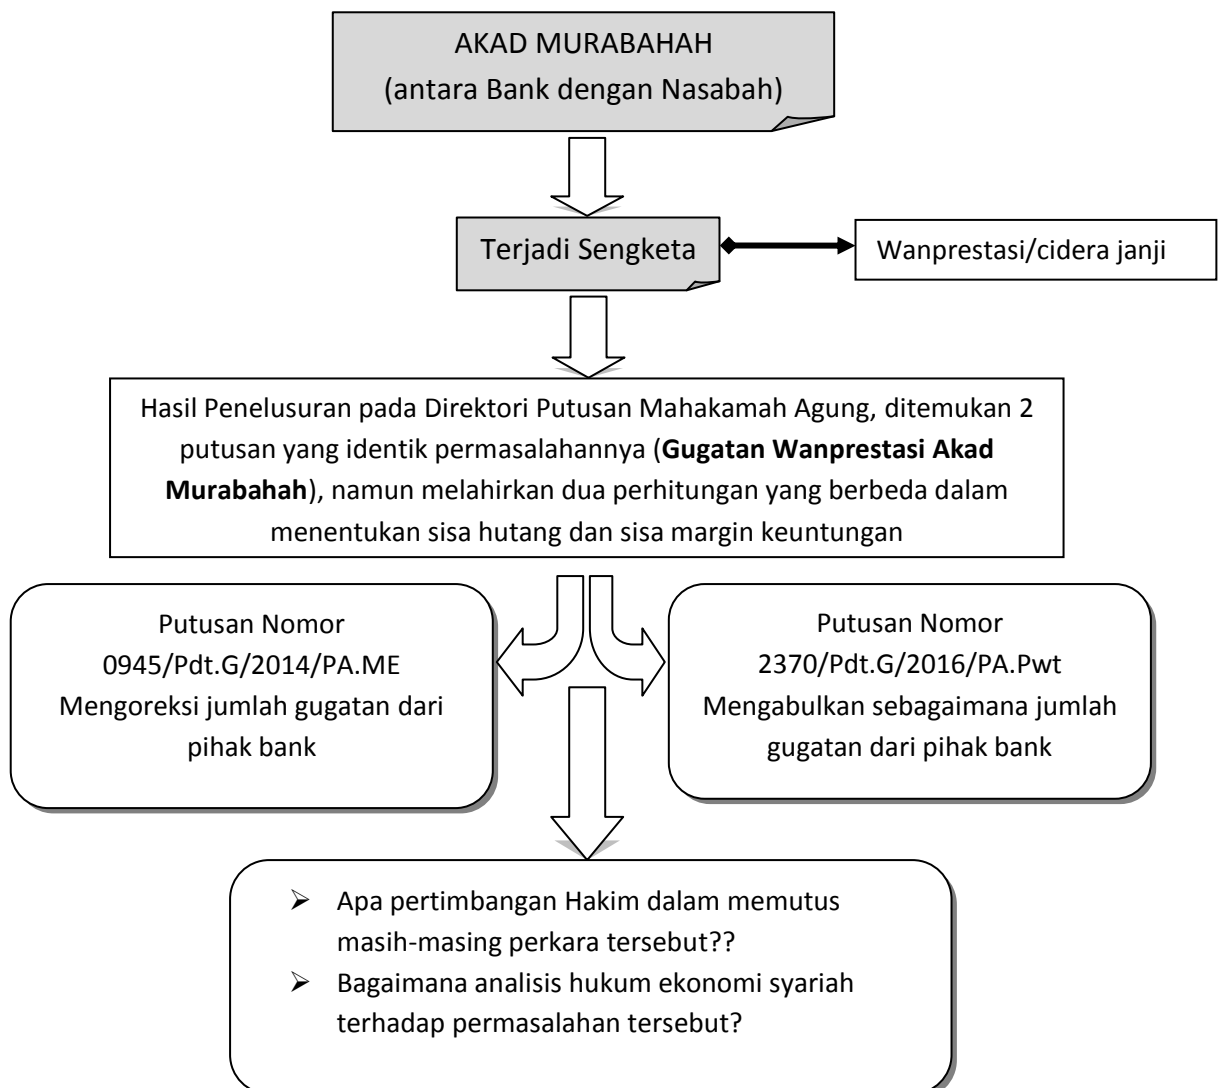 AKAD MURABAHAH
(antara Bank dengan Nasabah)
Terjadi Sengketa
Wanprestasi/cidera janji
Hasil Penelusuran pada Direktori Putusan Mahakamah Agung, ditemukan 2
putusan yang identik permasalahannya (Gugatan Wanprestasi Akad
Murabahah), namun melahirkan dua perhitungan yang berbeda dalam
menentukan sisa hutang dan sisa margin keuntungan
Putusan Nomor
0945/Pdt.G/2014/PA.ME
Mengoreksi jumlah gugatan dari
pihak bank
Putusan Nomor
2370/Pdt.G/2016/PA.Pwt
Mengabulkan sebagaimana jumlah
gugatan dari pihak bank
➢ Apa pertimbangan Hakim dalam memutus
masih-masing perkara tersebut??
➢ Bagaimana analisis hukum ekonomi syariah
terhadap permasalahan tersebut?